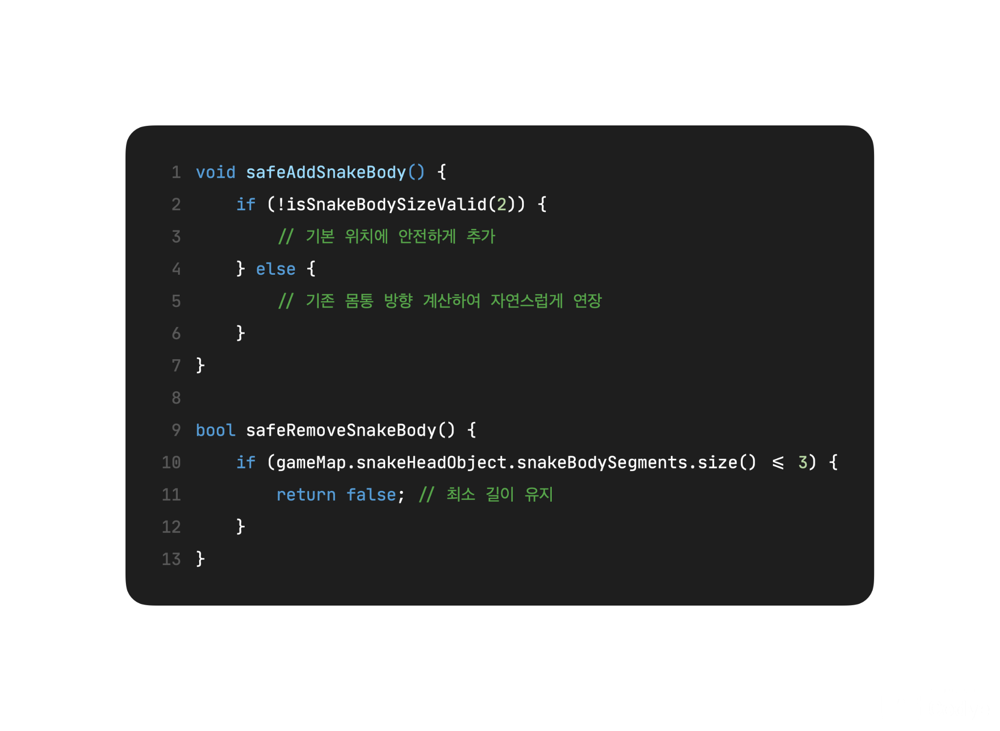 1 void safeAddSnakeBody() {
2     if (!isSnakeBodySizeValid(2)) {
3         // 기본 위치에 안전하게 추가
4     } else {
5         // 기존 몸통 방향 계산하여 자연스럽게 연장
6     }
7 }
8
9 bool safeRemoveSnakeBody() {
10     if (gameMap.snakeHeadObject.snakeBodySegments.size() <= 3) {
11         return false; // 최소 길이 유지
12     }
13 }